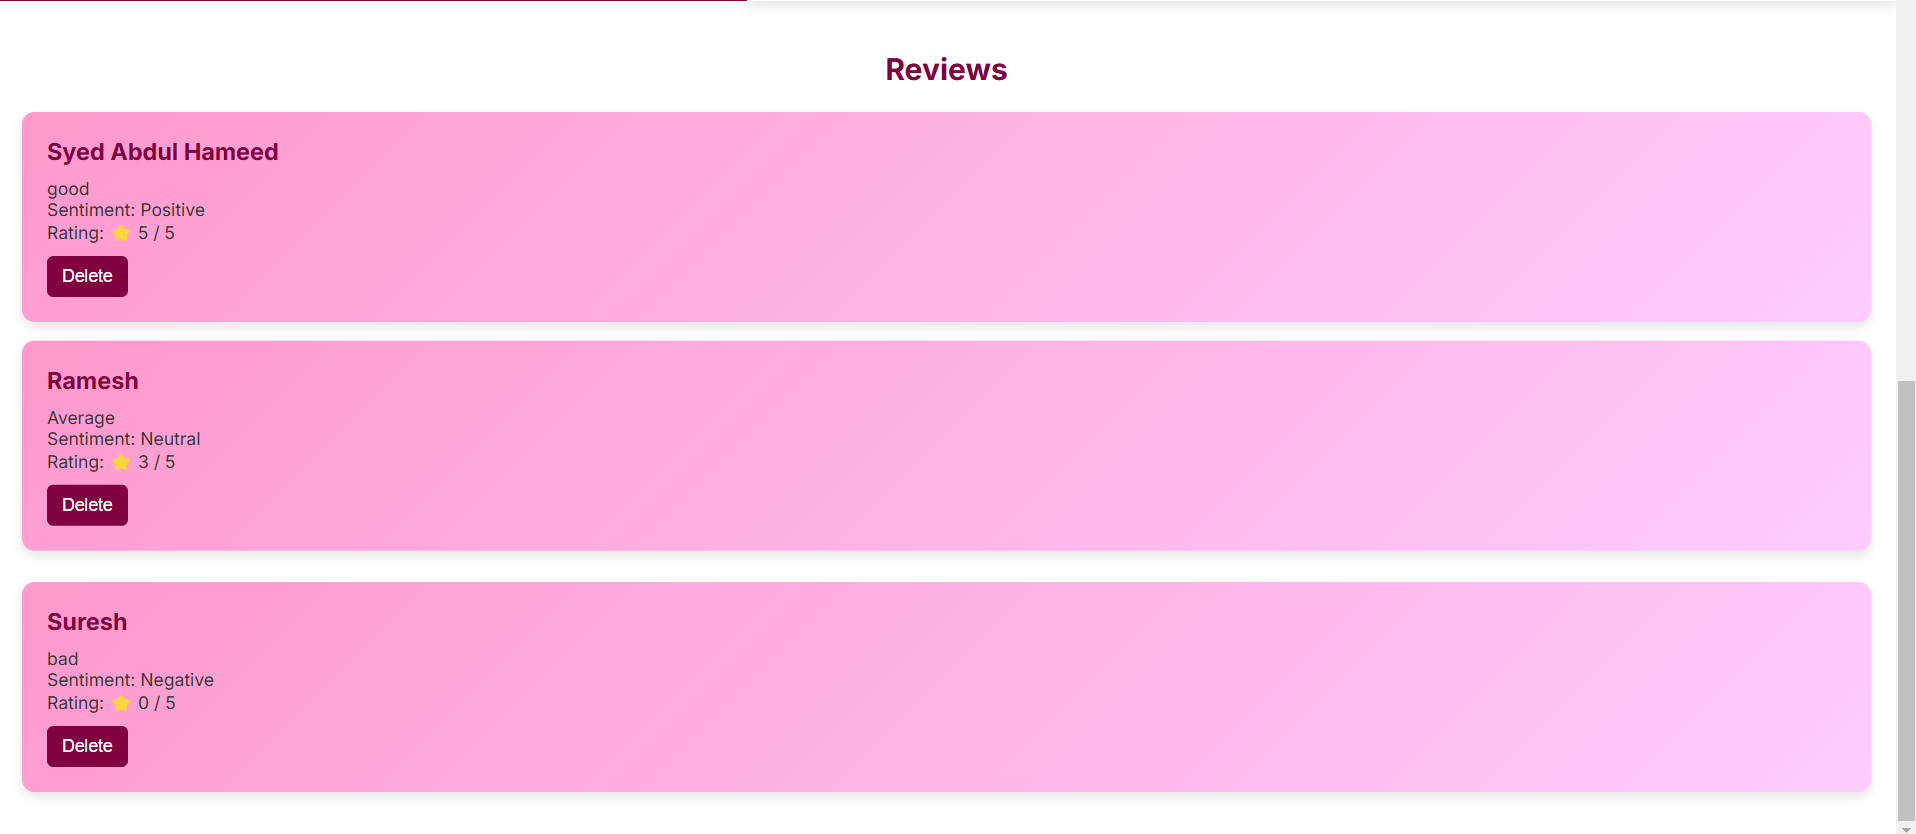 Reviews
Syed Abdul Hameed
good
Sentiment: Positive
Rating: ⭐ 5 / 5
Delete
Ramesh
Average
Sentiment: Neutral
Rating: ⭐ 3 / 5
Delete
Suresh
bad
Sentiment: Negative
Rating: ⭐ 0 / 5
Delete